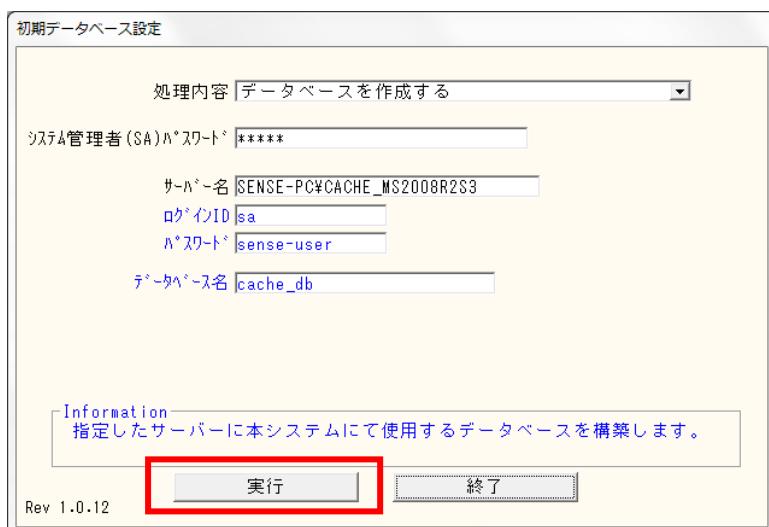 初期データベース設定
処理内容 データベースを作成する
ｼｽﾃﾑ管理者(SA)ﾊﾟｽﾜｰﾄﾞ *****
ｻｰﾊﾞｰ名 SENSE-PC¥CACHE_MS2008R2S3
ﾛｸﾞｲﾝID sa
ﾊﾟｽﾜｰﾄﾞ sense-user
ﾃﾞｰﾀﾍﾞｰｽ名 cache_db
Information
指定したサーバーに本システムにて使用するデータベースを構築します。
実行 終了
Rev 1.0.12